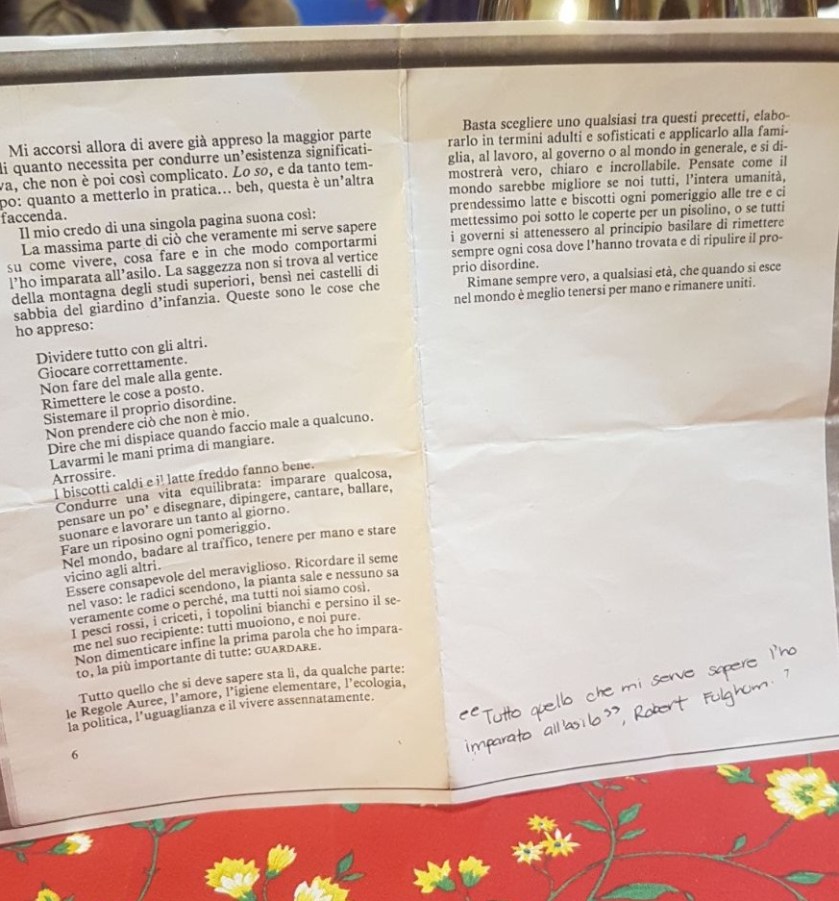 Mi accorsi allora di avere già appreso la maggior parte
di quanto necessita per condurre un'esistenza significati-
va, che non è poi così complicato. Lo so, e da tanto tem-
po: quanto a metterlo in pratica... beh, questa è un'altra
faccenda.
Il mio credo di una singola pagina suona così:
La massima parte di ciò che veramente mi serve sapere
su come vivere, cosa fare e in che modo comportarmi
l'ho imparata all'asilo. La saggezza non si trova al vertice
della montagna degli studi superiori, bensì nei castelli di
sabbia del giardino d'infanzia. Queste sono le cose che
ho appreso:
Dividere tutto con gli altri.
Giocare correttamente.
Non fare del male alla gente.
Rimettere le cose a posto.
Sistemare il proprio disordine.
Non prendere ciò che non è mio.
Dire che mi dispiace quando faccio male a qualcuno.
Lavarmi le mani prima di mangiare.
Arrossire.
I biscotti caldi e il latte freddo fanno bene.
Condurre una vita equilibrata: imparare qualcosa,
pensare un po' e disegnare, dipingere, cantare, ballare,
suonare e lavorare un tanto al giorno.
Fare un riposino ogni pomeriggio.
Nel mondo, badare al traffico, tenere per mano e stare
vicino agli altri.
Essere consapevole del meraviglioso. Ricordare il seme
nel vaso: le radici scendono, la pianta sale e nessuno sa
veramente come o perché, ma tutti noi siamo così.
I pesci rossi, i criceti, i topolini bianchi e persino il se-
me nel suo recipiente: tutti muoiono, e noi pure.
Non dimenticare infine la prima parola che ho impara-
to, la più importante di tutte: GUARDARE.
Tutto quello che si deve sapere sta lì, da qualche parte:
le Regole Auree, l'amore, l'igiene elementare, l'ecologia,
la politica, l'uguaglianza e il vivere assennatamente.
6
Basta scegliere uno qualsiasi tra questi precetti, elabo-
rarlo in termini adulti e sofisticati e applicarlo alla fami-
glia, al lavoro, al governo o al mondo in generale, e si di-
mostrerà vero, chiaro e incrollabile. Pensate come il
mondo sarebbe migliore se noi tutti, l'intera umanità,
prendessimo latte e biscotti ogni pomeriggio alle tre e ci
mettessimo poi sotto le coperte per un pisolino, o se tutti
i governi si attenessero al principio basilare di rimettere
sempre ogni cosa dove l'hanno trovata e di ripulire il pro-
prio disordine.
Rimane sempre vero, a qualsiasi età, che quando si esce
nel mondo è meglio tenersi per mano e rimanere uniti.
"Tutto quello che mi serve sapere l'ho
imparato all'asilo", Robert Fulghum.